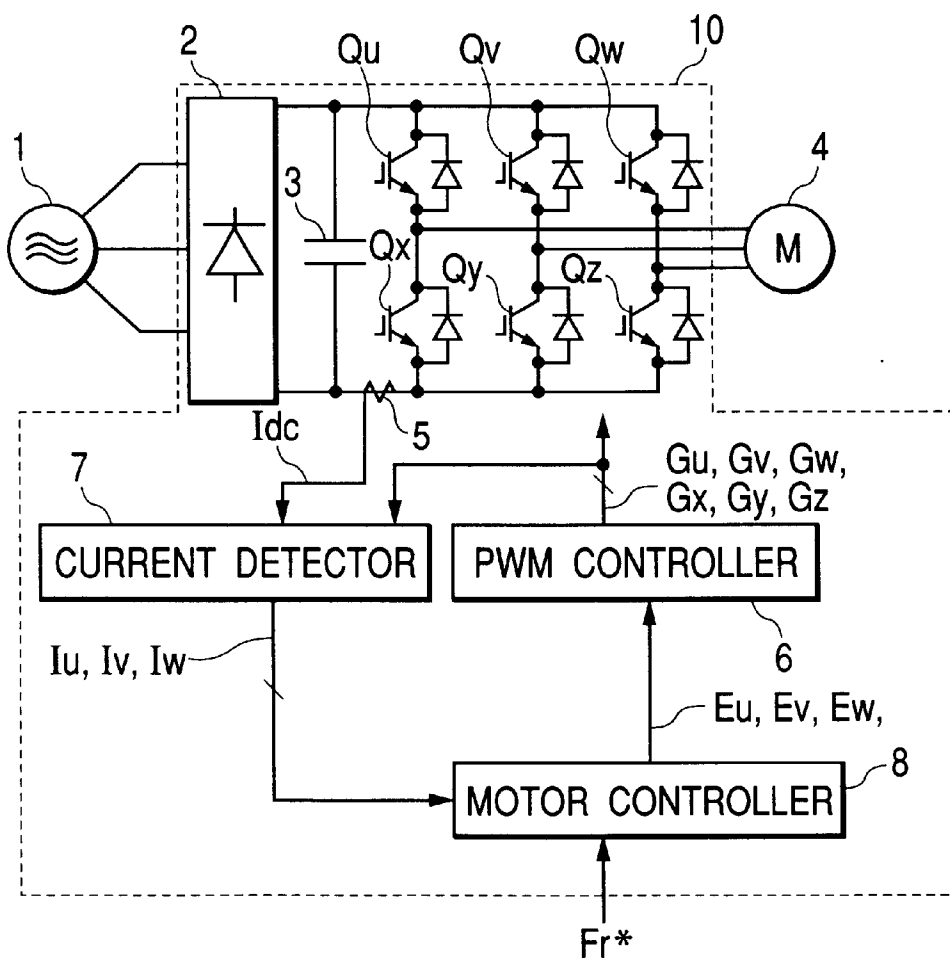 10
2
Qu
Qv
Qw
1
4
3
M
Qx
Qy
Qz
Idc
5
7
Gu, Gv, Gw,
Gx, Gy, Gz
CURRENT DETECTOR
PWM CONTROLLER
6
Iu, Iv, Iw
Eu, Ev, Ew,
8
MOTOR CONTROLLER
Fr*